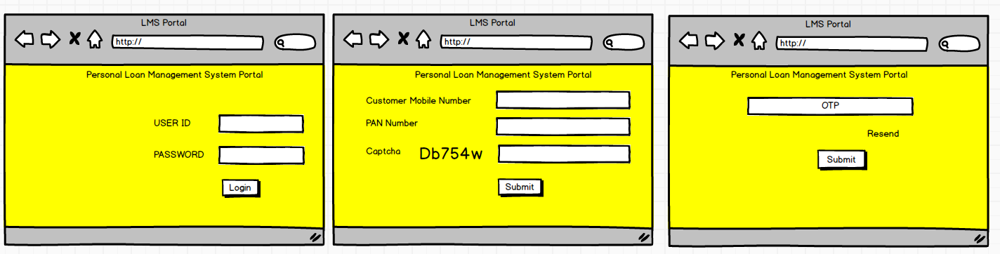 LMS Portal
http://
Personal Loan Management System Portal
USER ID
PASSWORD
Login
LMS Portal
http://
Personal Loan Management System Portal
Customer Mobile Number
PAN Number
Captcha Db754w
Submit
LMS Portal
http://
Personal Loan Management System Portal
OTP
Resend
Submit